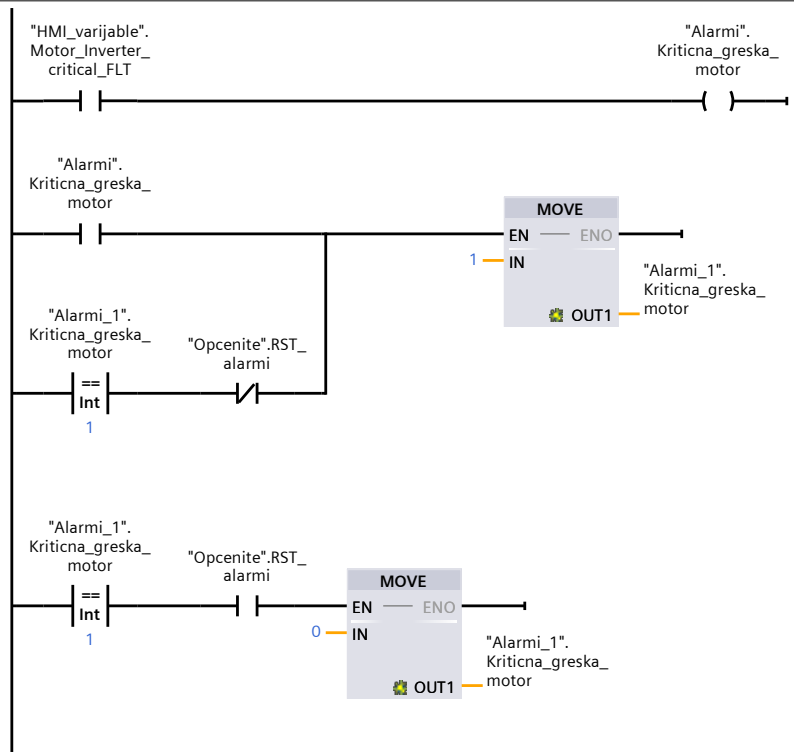 "HMI_varijable".
Motor_Inverter_
critical_FLT
"Alarmi".
Kriticna_greska_
motor
"Alarmi".
Kriticna_greska_
motor
MOVE
EN
ENO
1
IN
OUT1
"Alarmi_1".
Kriticna_greska_
motor
"Alarmi_1".
Kriticna_greska_
motor
==
Int
1
"Opcenite".RST_
alarmi
"Alarmi_1".
Kriticna_greska_
motor
==
Int
1
"Opcenite".RST_
alarmi
MOVE
EN
ENO
0
IN
OUT1
"Alarmi_1".
Kriticna_greska_
motor